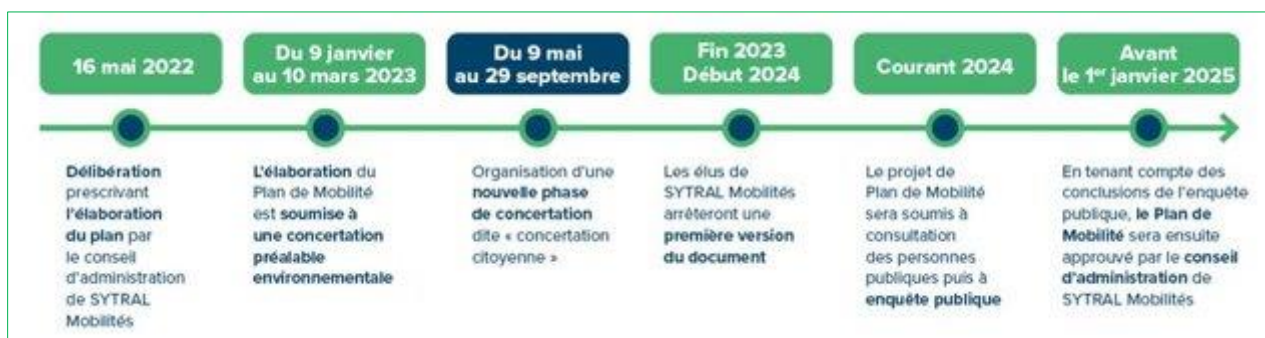 16 mai 2022
Du 9 janvier
au 10 mars 2023
Du 9 mai
au 29 septembre
Fin 2023
Début 2024
Courant 2024
Avant
le 1er janvier 2025
Délibération
prescrivant
l'élaboration
du plan par
le conseil
d'administration
de SYTRAL
Mobilités
L'élaboration du
Plan de Mobilité
est soumise à
une concertation
préalable
environnementale
Organisation d'une
nouvelle phase
de concertation
dite « concertation
citoyenne »
Les élus de
SYTRAL Mobilités
arrêteront une
première version
du document
Le projet de
Plan de Mobilité
sera soumis à
consultation
des personnes
publiques puis à
enquête publique
En tenant compte des
conclusions de l'enquête
publique, le Plan de
Mobilité sera ensuite
approuvé par le conseil
d'administration de
SYTRAL Mobilités